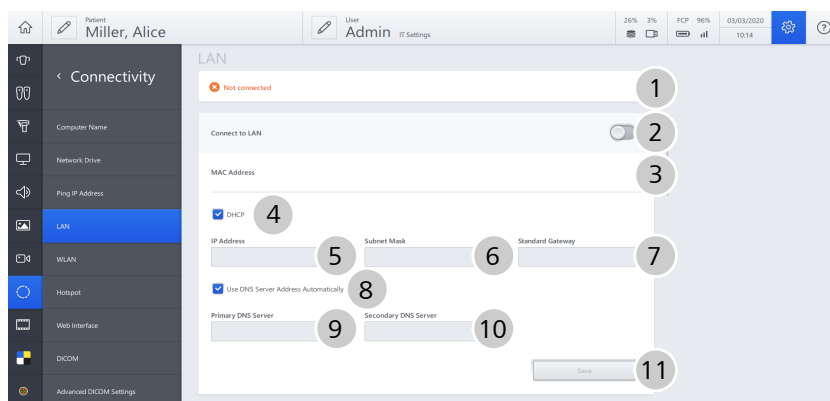 Patient
Miller, Alice
User
Admin IT Settings
26% 3%
FCP 96%
03/03/2020
10:14
?
< Connectivity
Computer Name
Network Drive
Ping IP Address
LAN
WLAN
Hotspot
Web Interface
DICOM
Advanced DICOM Settings
LAN
Not connected
1
Connect to LAN
2
MAC Address
3
DHCP
4
IP Address
5
Subnet Mask
6
Standard Gateway
7
Use DNS Server Address Automatically
8
Primary DNS Server
9
Secondary DNS Server
10
Save
11